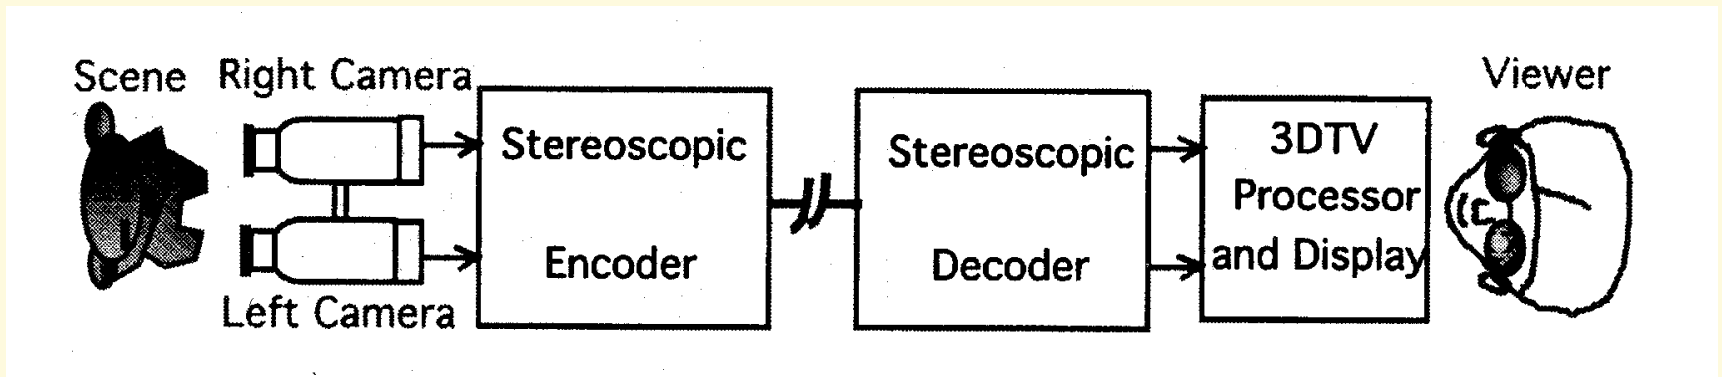 Scene
Right Camera
Left Camera
Stereoscopic
Encoder
Stereoscopic
Decoder
3DTV
Processor
and Display
Viewer